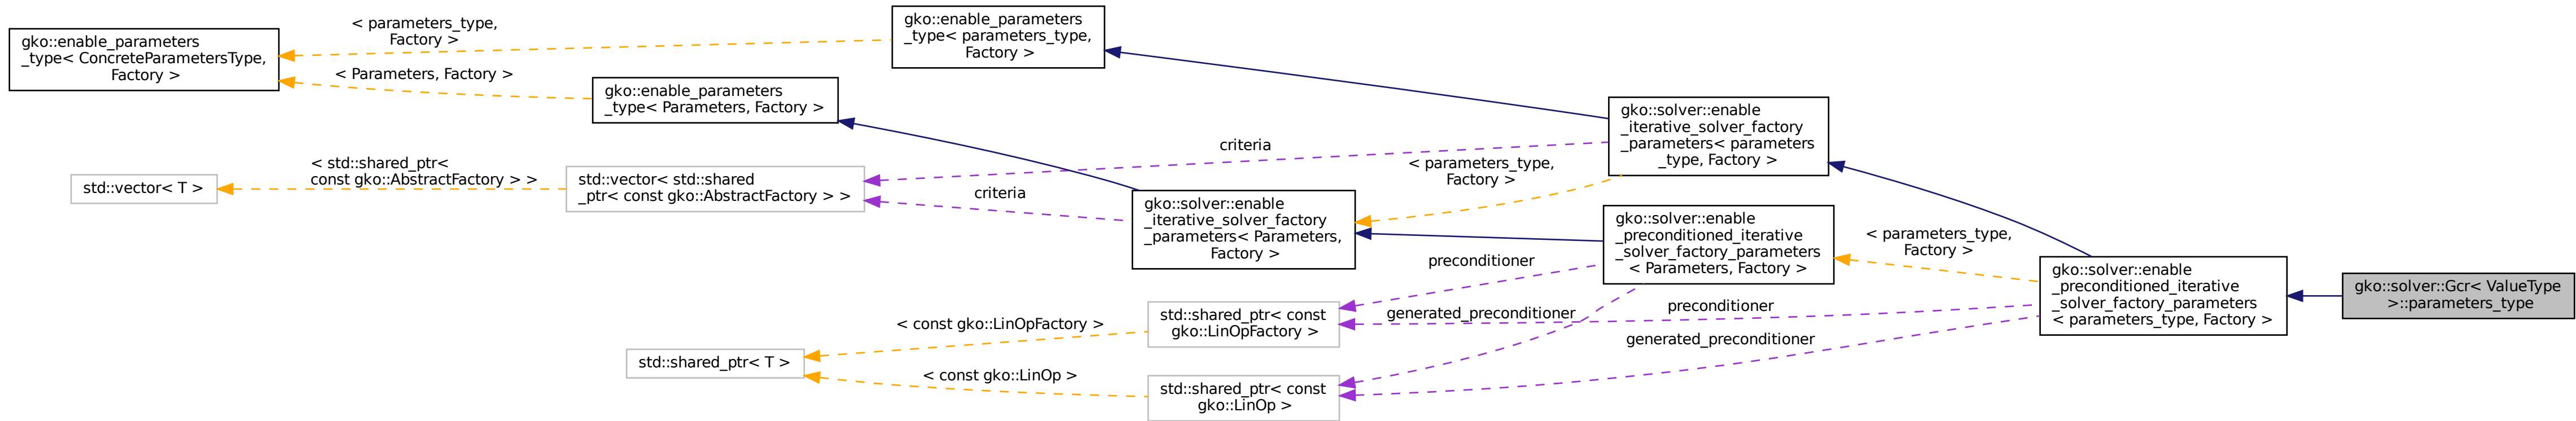 gko::enable_parameters
_type< ConcreteParametersType,
Factory >
< parameters_type,
Factory >
< Parameters, Factory >
gko::enable_parameters
_type< parameters_type,
Factory >
gko::enable_parameters
_type< Parameters, Factory >
std::vector< T >
< std::shared_ptr<
const gko::AbstractFactory > >
std::vector< std::shared
_ptr< const gko::AbstractFactory > >
criteria
criteria
gko::solver::enable
_iterative_solver_factory
_parameters< parameters
_type, Factory >
< parameters_type,
Factory >
gko::solver::enable
_iterative_solver_factory
_parameters< Parameters,
Factory >
gko::solver::enable
_preconditioned_iterative
_solver_factory_parameters
< Parameters, Factory >
< parameters_type,
Factory >
gko::solver::enable
_preconditioned_iterative
_solver_factory_parameters
< parameters_type, Factory >
gko::solver::Gcr< ValueType
>::parameters_type
preconditioner
generated_preconditioner
preconditioner
generated_preconditioner
std::shared_ptr< const
gko::LinOpFactory >
< const gko::LinOpFactory >
std::shared_ptr< T >
< const gko::LinOp >
std::shared_ptr< const
gko::LinOp >